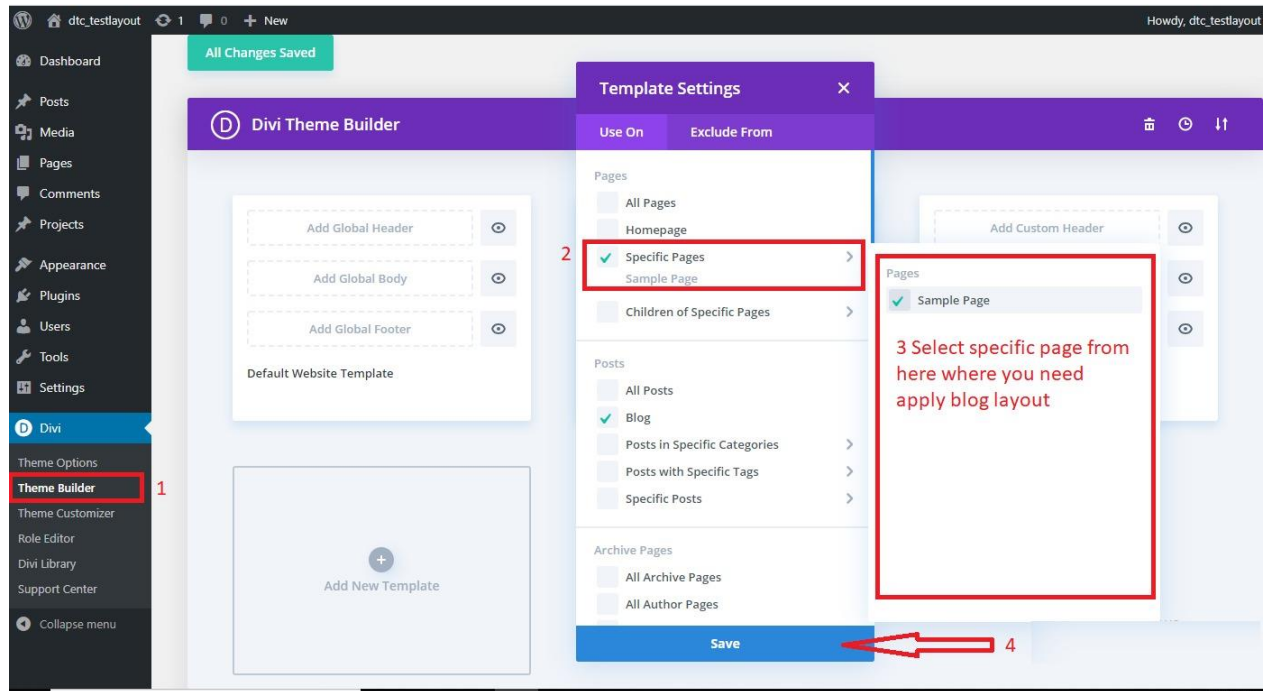 dtc_testlayout 1 0 + New Howdy, dtc_testlayout
Dashboard
Posts
Media
Pages
Comments
Projects
Appearance
Plugins
Users
Tools
Settings
Divi
Theme Options
Theme Builder 1
Theme Customizer
Role Editor
Divi Library
Support Center
Collapse menu
All Changes Saved
D Divi Theme Builder
Add Global Header
Add Global Body
Add Global Footer
Default Website Template
Add New Template
Template Settings
Use On Exclude From
Pages
All Pages
Homepage
2 Specific Pages
Sample Page
Children of Specific Pages
Posts
All Posts
Blog
Posts in Specific Categories
Posts with Specific Tags
Specific Posts
Archive Pages
All Archive Pages
All Author Pages
Save
4
Add Custom Header
Pages
Sample Page
3 Select specific page from
here where you need
apply blog layout